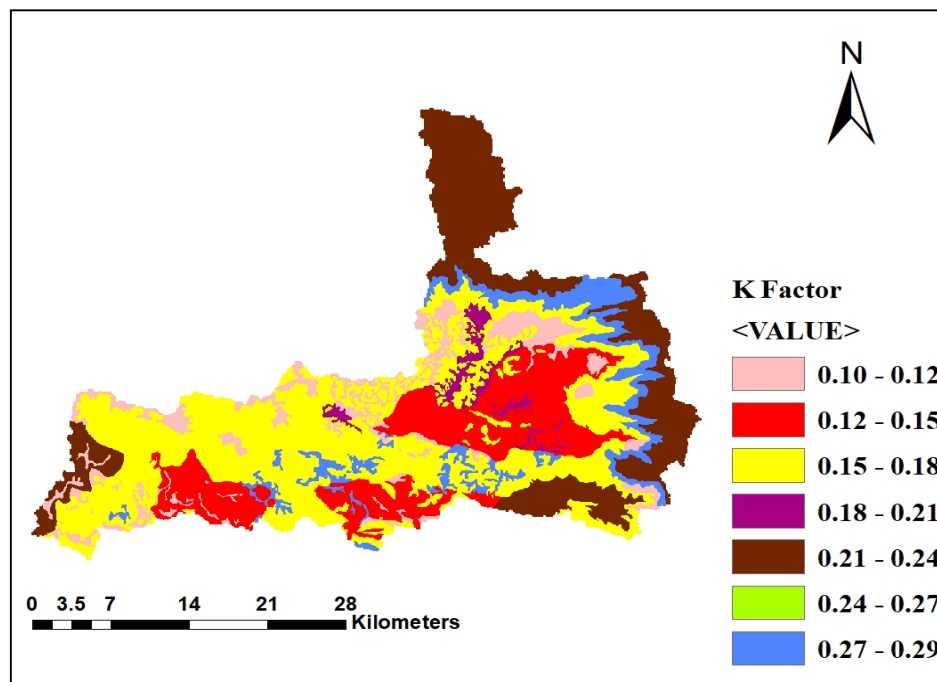 N
K Factor
<VALUE>
0.10 - 0.12
0.12 - 0.15
0.15 - 0.18
0.18 - 0.21
0.21 - 0.24
0.24 - 0.27
0.27 - 0.29
0 3.5 7 14 21 28
Kilometers